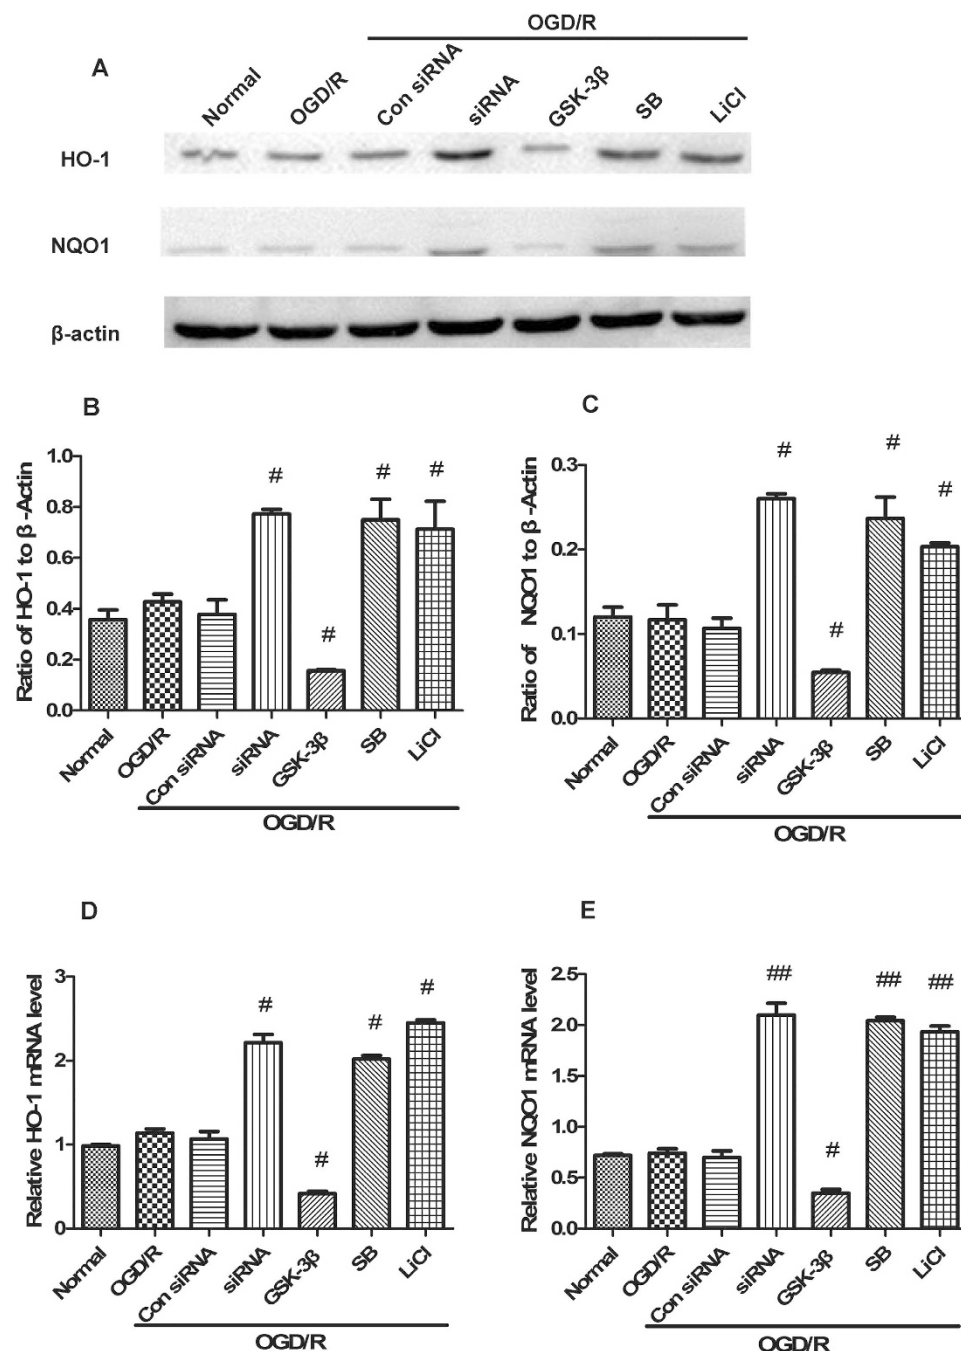 OGD/R
A
Normal
OGD/R
Con siRNA
siRNA
GSK-3β
SB
LiCl
HO-1
NQO1
β-actin
B
Ratio of HO-1 to β -Actin
1.0
0.8
0.6
0.4
0.2
0.0
#
#
#
#
Normal
OGD/R
Con siRNA
siRNA
GSK-3β
SB
LiCl
OGD/R
C
Ratio of NQO1 to β -Actin
0.3
0.2
0.1
0.0
#
#
#
#
Normal
OGD/R
Con siRNA
siRNA
GSK-3β
SB
LiCl
OGD/R
D
Relative HO-1 mRNA level
3
2
1
0
#
#
#
#
Normal
OGD/R
Con siRNA
siRNA
GSK-3β
SB
LiCl
OGD/R
E
Relative NQO1 mRNA level
2.5
2.0
1.5
1.0
0.5
0.0
##
#
##
##
Normal
OGD/R
Con siRNA
siRNA
GSK-3β
SB
LiCl
OGD/R